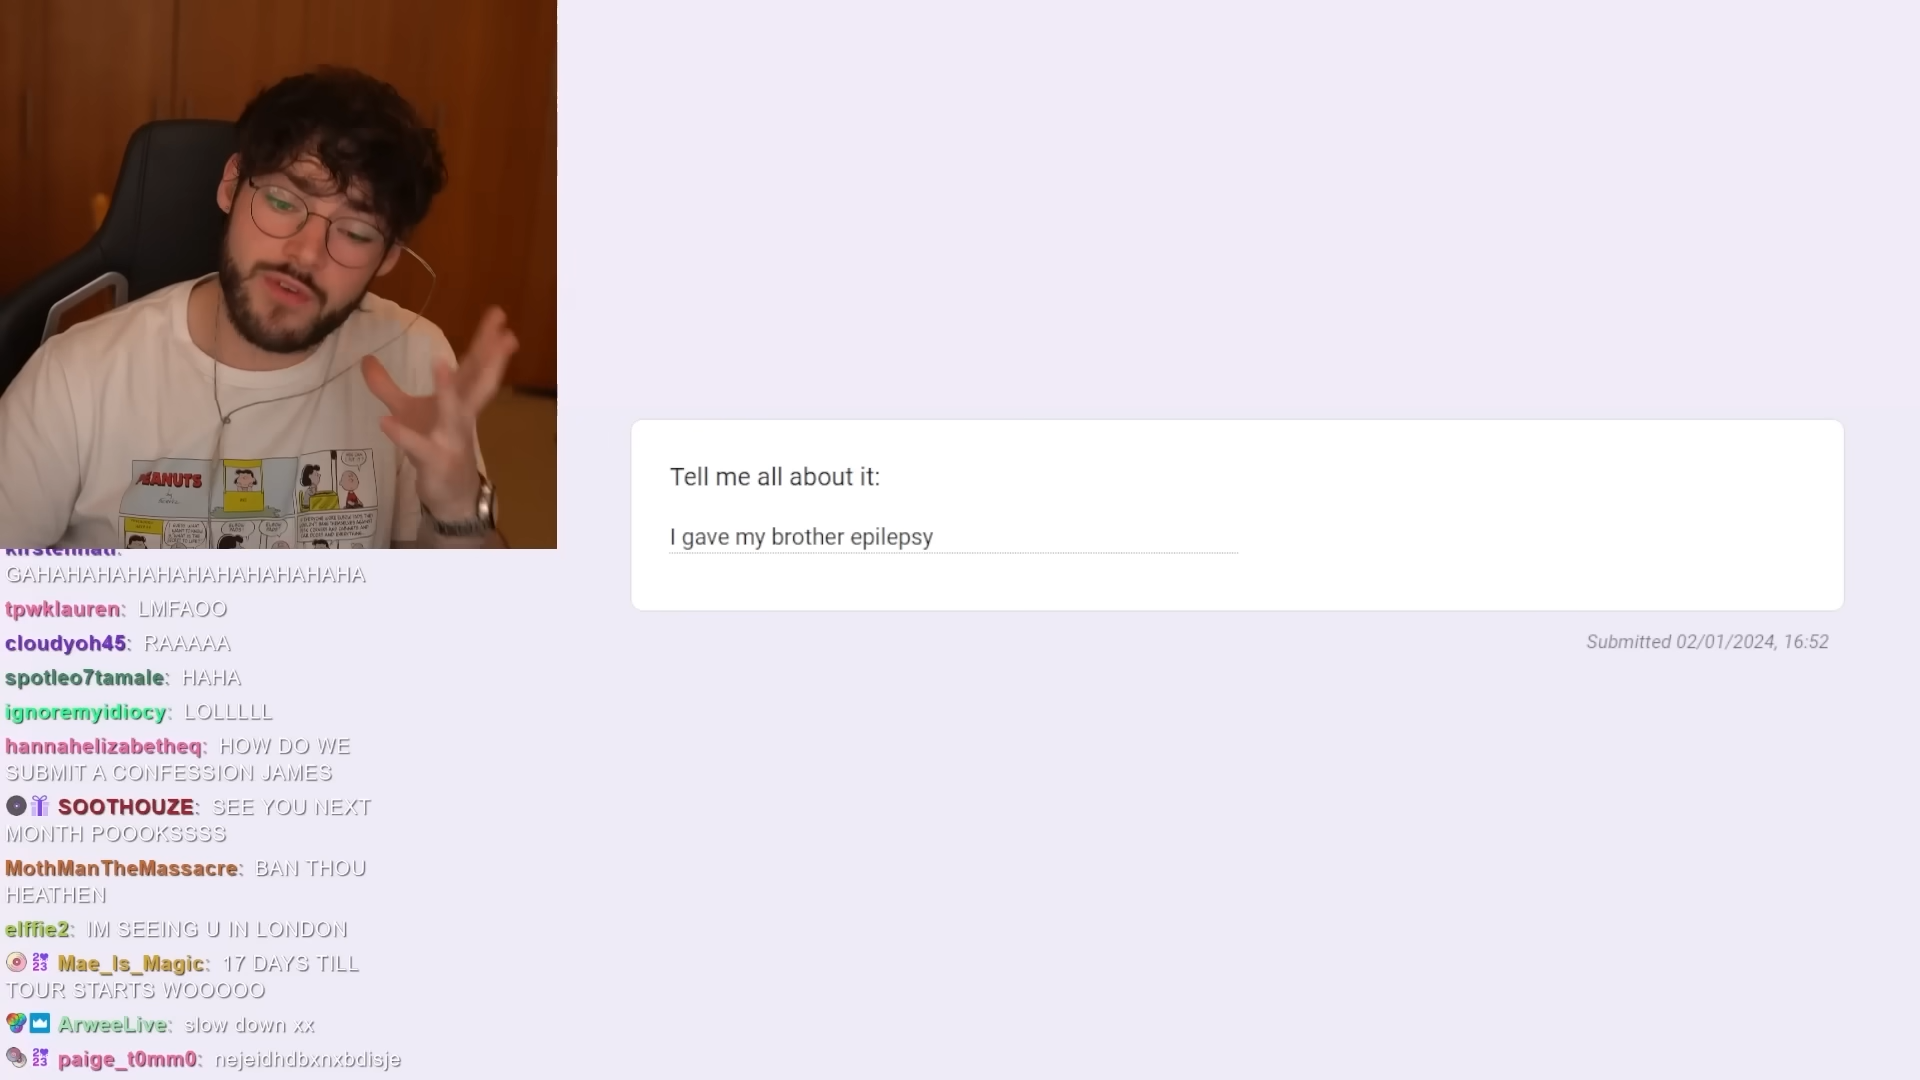 PEANUTS
Tell me all about it:
I gave my brother epilepsy
Submitted 02/01/2024, 16:52
kirstenhall:
GAHAHAHAHAHAHAHAHAHAHA
tpwklauren: LMFAOO
cloudyoh45: RAAAAA
spotleo7tamale: HAHA
ignoremyidiocy: LOLLLLL
hannahelizabetheq: HOW DO WE
SUBMIT A CONFESSION JAMES
SOOTHOUZE: SEE YOU NEXT
MONTH POOOKSSSS
MothManTheMassacre: BAN THOU
HEATHEN
elffie2: IM SEEING U IN LONDON
Mae_Is_Magic: 17 DAYS TILL
TOUR STARTS WOOOOO
ArweeLive: slow down xx
paige_t0mm0: nejeidhdbxnxbdisje